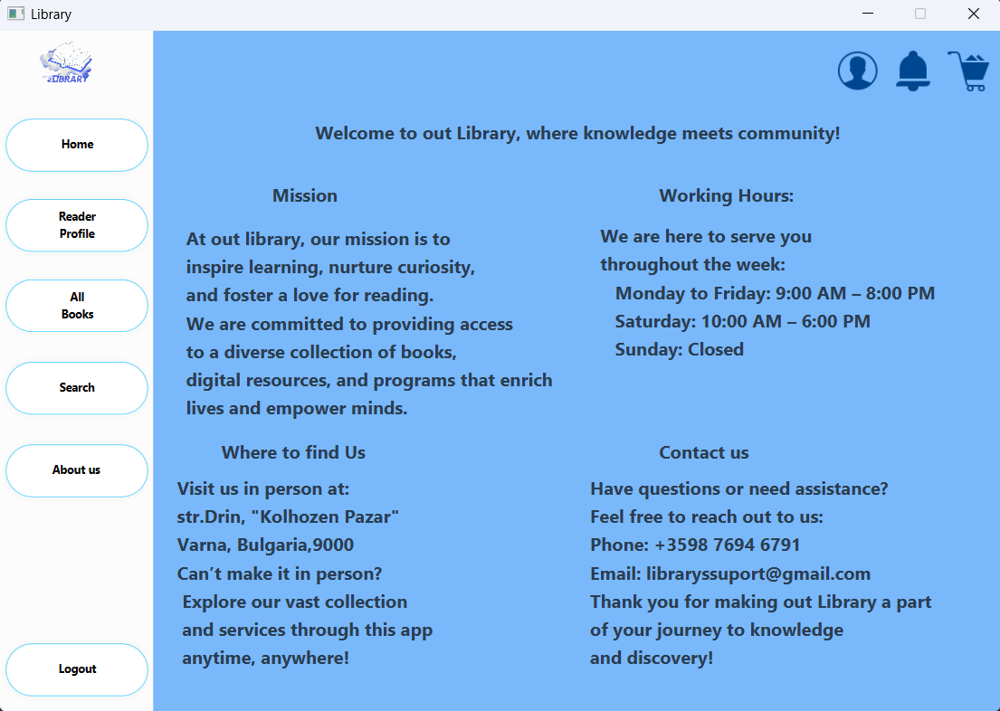 Library
eLIBRARY
Home
Reader
Profile
All
Books
Search
About us
Logout
Welcome to out Library, where knowledge meets community!
Mission
At out library, our mission is to
inspire learning, nurture curiosity,
and foster a love for reading.
We are committed to providing access
to a diverse collection of books,
digital resources, and programs that enrich
lives and empower minds.
Working Hours:
We are here to serve you
throughout the week:
Monday to Friday: 9:00 AM – 8:00 PM
Saturday: 10:00 AM – 6:00 PM
Sunday: Closed
Where to find Us
Visit us in person at:
str.Drin, "Kolhozen Pazar"
Varna, Bulgaria,9000
Can’t make it in person?
Explore our vast collection
and services through this app
anytime, anywhere!
Contact us
Have questions or need assistance?
Feel free to reach out to us:
Phone: +3598 7694 6791
Email: libraryssuport@gmail.com
Thank you for making out Library a part
of your journey to knowledge
and discovery!